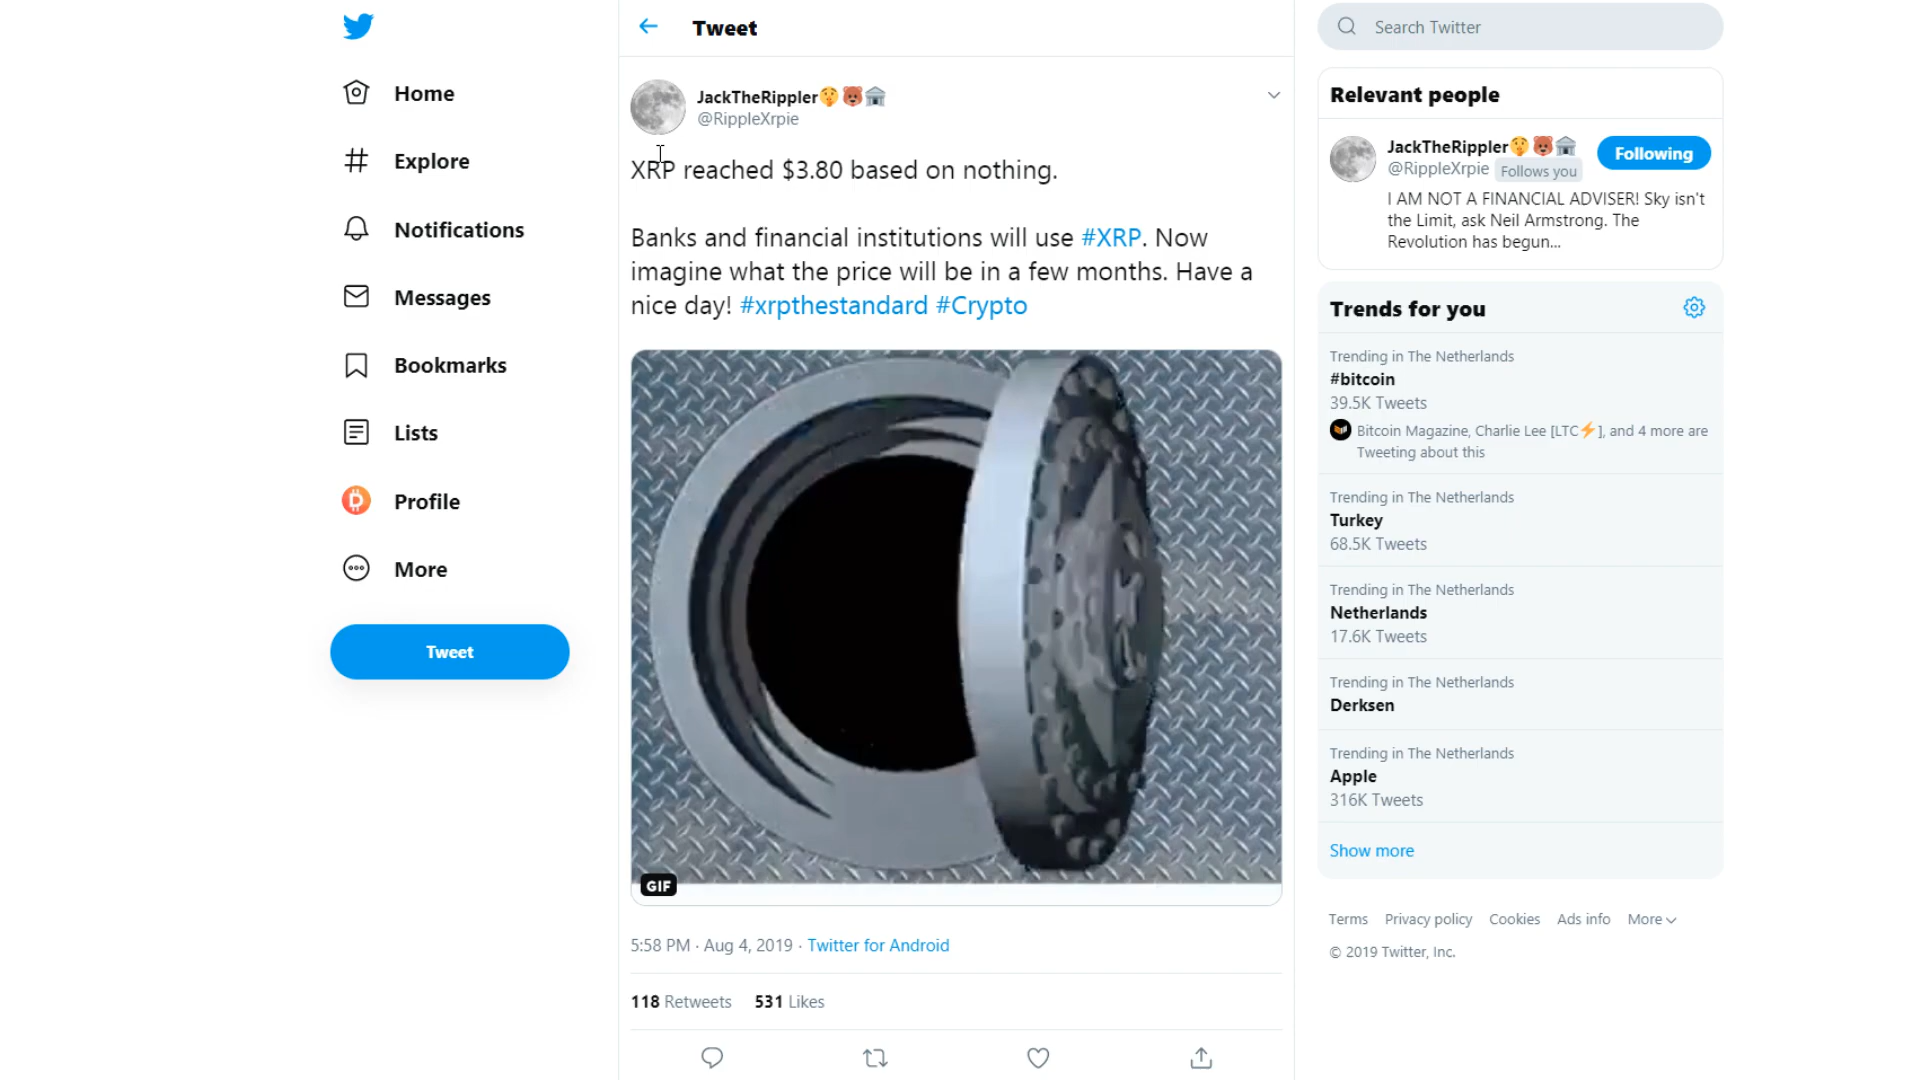 Home
Explore
Notifications
Messages
Bookmarks
Lists
Profile
More
Tweet
Tweet
JackTheRippler🤫🐻🏛️
@RippleXrpie
XRP reached $3.80 based on nothing.
Banks and financial institutions will use #XRP. Now
imagine what the price will be in a few months. Have a
nice day! #xrpthestandard #Crypto
GIF
5:58 PM · Aug 4, 2019 · Twitter for Android
118 Retweets 531 Likes
Search Twitter
Relevant people
JackTheRippler🤫🐻🏛️
@RippleXrpie Follows you
Following
I AM NOT A FINANCIAL ADVISER! Sky isn't
the Limit, ask Neil Armstrong. The
Revolution has begun...
Trends for you
Trending in The Netherlands
#bitcoin
39.5K Tweets
Bitcoin Magazine, Charlie Lee [LTC⚡], and 4 more are
Tweeting about this
Trending in The Netherlands
Turkey
68.5K Tweets
Trending in The Netherlands
Netherlands
17.6K Tweets
Trending in The Netherlands
Derksen
Trending in The Netherlands
Apple
316K Tweets
Show more
Terms Privacy policy Cookies Ads info More
© 2019 Twitter, Inc.